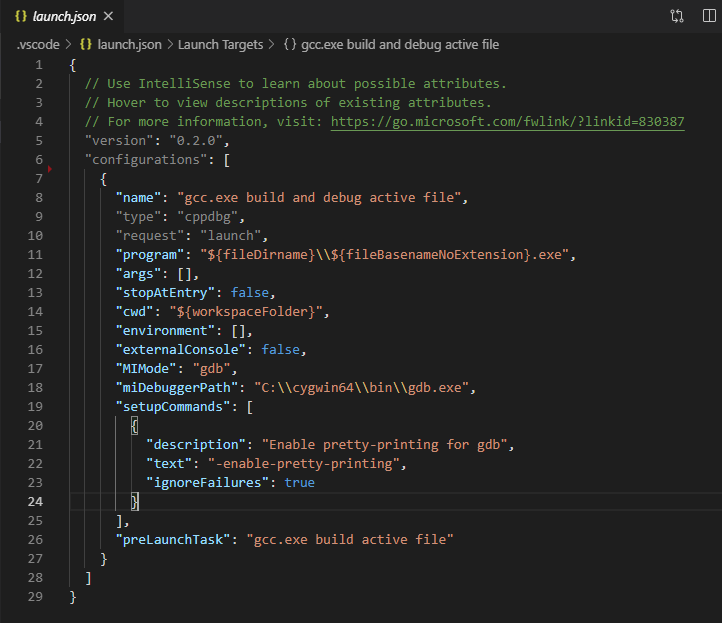 {} launch.json ×
.vscode > {} launch.json > Launch Targets > {} gcc.exe build and debug active file
1 {
2 // Use IntelliSense to learn about possible attributes.
3 // Hover to view descriptions of existing attributes.
4 // For more information, visit: https://go.microsoft.com/fwlink/?linkid=830387
5 "version": "0.2.0",
6 "configurations": [
7 {
8 "name": "gcc.exe build and debug active file",
9 "type": "cppdbg",
10 "request": "launch",
11 "program": "${fileDirname}\\${fileBasenameNoExtension}.exe",
12 "args": [],
13 "stopAtEntry": false,
14 "cwd": "${workspaceFolder}",
15 "environment": [],
16 "externalConsole": false,
17 "MIMode": "gdb",
18 "miDebuggerPath": "C:\\cygwin64\\bin\\gdb.exe",
19 "setupCommands": [
20 {
21 "description": "Enable pretty-printing for gdb",
22 "text": "-enable-pretty-printing",
23 "ignoreFailures": true
24 }
25 ],
26 "preLaunchTask": "gcc.exe build active file"
27 }
28 ]
29 }